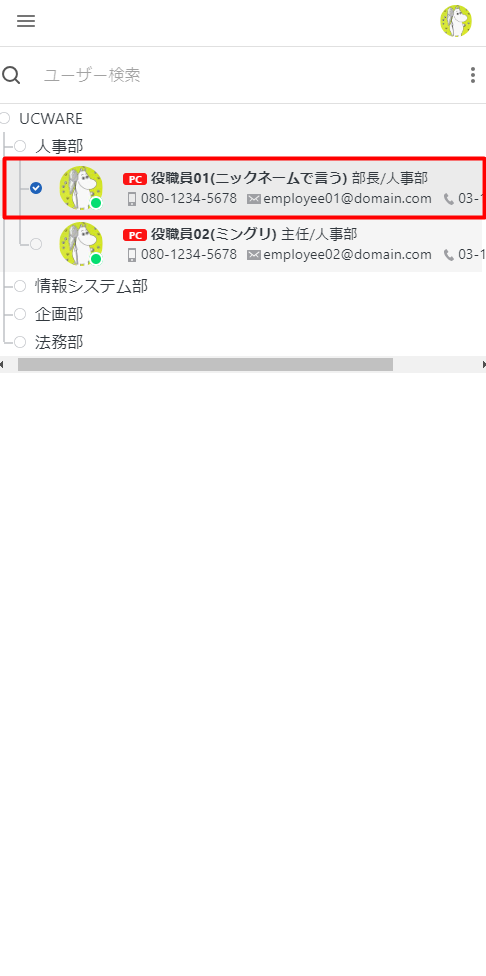 ユーザー検索
UCWARE
人事部
PC 役職員01(ニックネームで言う) 部長/人事部
080-1234-5678 employee01@domain.com 03-1
PC 役職員02(ミングリ) 主任/人事部
080-1234-5678 employee02@domain.com 03-1
情報システム部
企画部
法務部